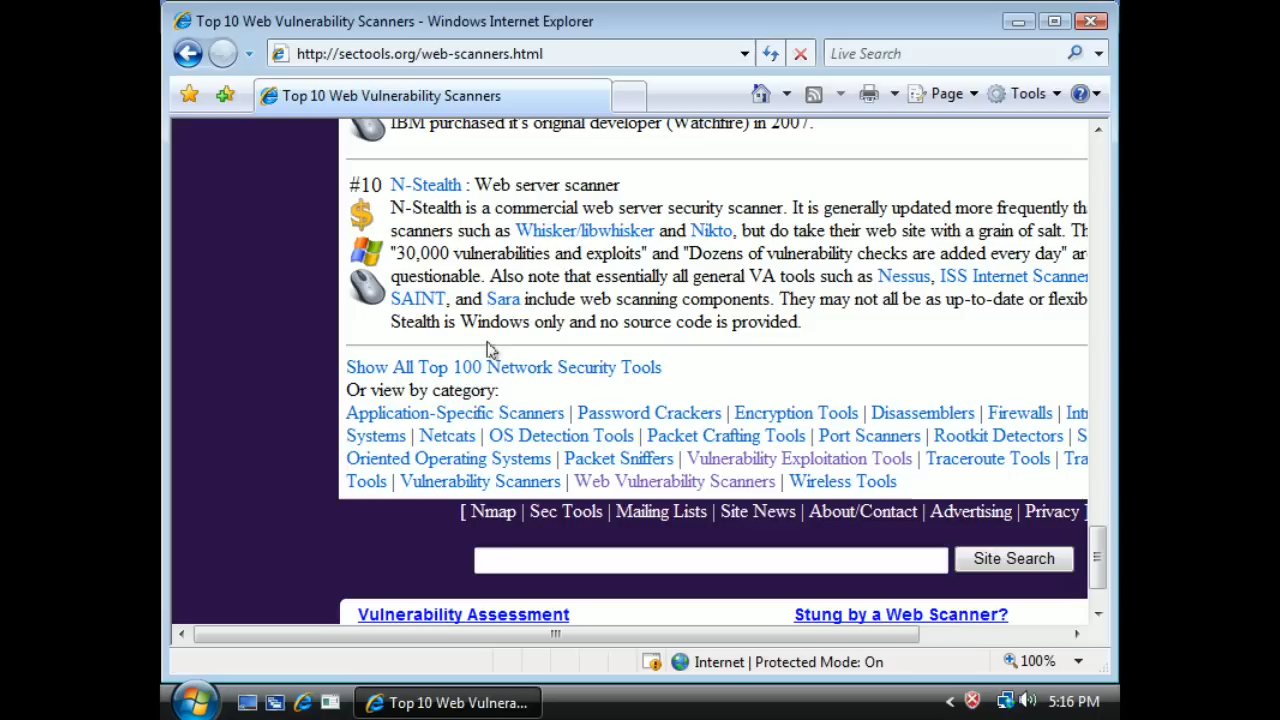 Top 10 Web Vulnerability Scanners - Windows Internet Explorer
http://sectools.org/web-scanners.html
Live Search
Top 10 Web Vulnerability Scanners
Page
Tools
IBM purchased it's original developer (Watchfire) in 2007.
#10 N-Stealth : Web server scanner
N-Stealth is a commercial web server security scanner. It is generally updated more frequently th
scanners such as Whisker/libwhisker and Nikto, but do take their web site with a grain of salt. Th
"30,000 vulnerabilities and exploits" and "Dozens of vulnerability checks are added every day" ar
questionable. Also note that essentially all general VA tools such as Nessus, ISS Internet Scanner
SAINT, and Sara include web scanning components. They may not all be as up-to-date or flexib
Stealth is Windows only and no source code is provided.
Show All Top 100 Network Security Tools
Or view by category:
Application-Specific Scanners | Password Crackers | Encryption Tools | Disassemblers | Firewalls | Int
Systems | Netcats | OS Detection Tools | Packet Crafting Tools | Port Scanners | Rootkit Detectors | S
Oriented Operating Systems | Packet Sniffers | Vulnerability Exploitation Tools | Traceroute Tools | Tra
Tools | Vulnerability Scanners | Web Vulnerability Scanners | Wireless Tools
[ Nmap | Sec Tools | Mailing Lists | Site News | About/Contact | Advertising | Privacy ]
Site Search
Vulnerability Assessment
Stung by a Web Scanner?
Internet | Protected Mode: On
100%
Top 10 Web Vulnera...
5:16 PM